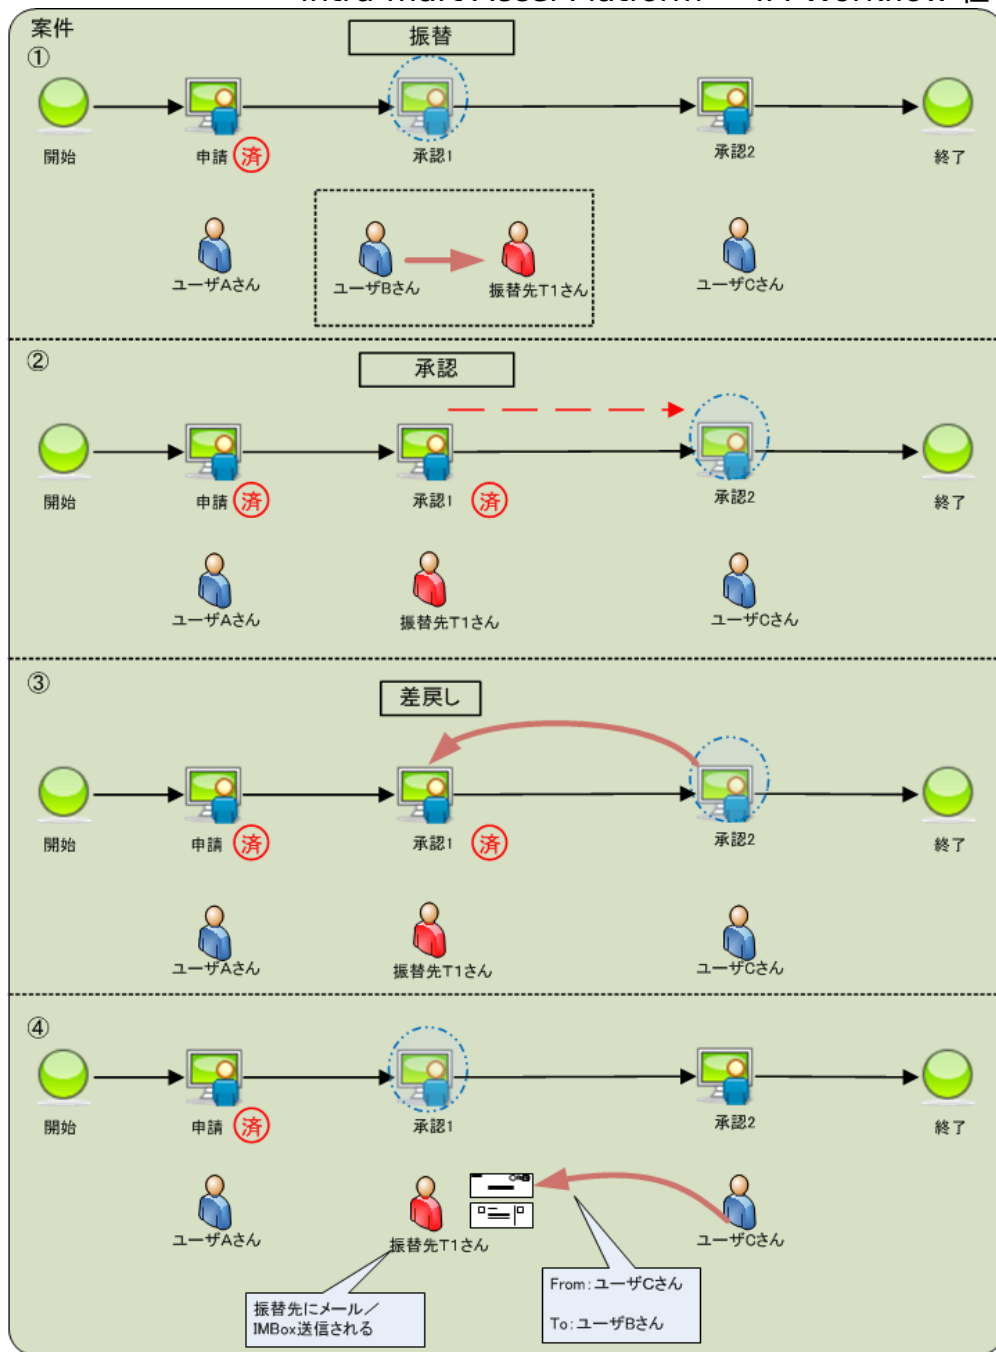 案件
①
振替
開始
申請 済
承認1
承認2
終了
ユーザAさん
ユーザBさん
振替先T1さん
ユーザCさん
②
承認
開始
申請 済
承認1 済
承認2
終了
ユーザAさん
振替先T1さん
ユーザCさん
③
差戻し
開始
申請 済
承認1 済
承認2
終了
ユーザAさん
振替先T1さん
ユーザCさん
④
開始
申請 済
承認1
承認2
終了
ユーザAさん
振替先T1さん
ユーザCさん
振替先にメール／
IMBox送信される
From：ユーザCさん
To：ユーザBさん